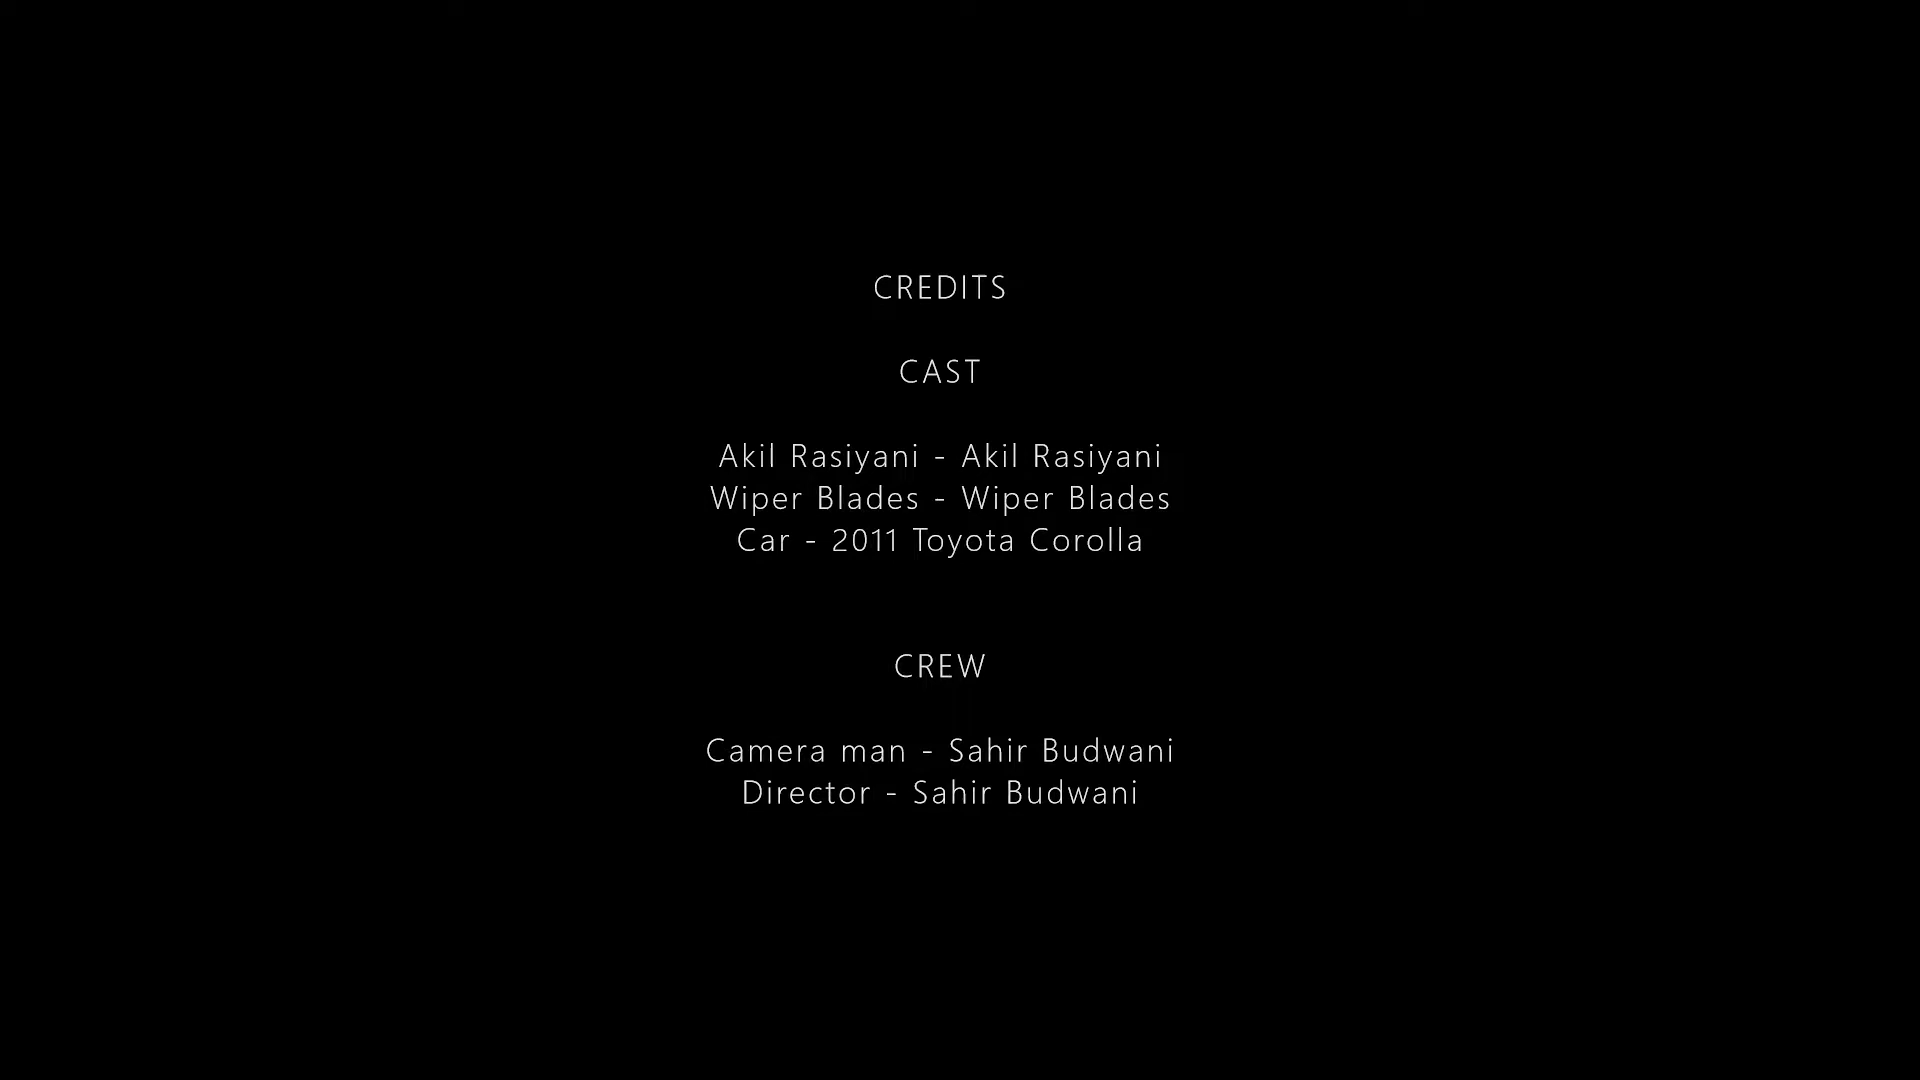 CREDITS
CAST
Akil Rasiyani - Akil Rasiyani
Wiper Blades - Wiper Blades
Car - 2011 Toyota Corolla
CREW
Camera man - Sahir Budwani
Director - Sahir Budwani